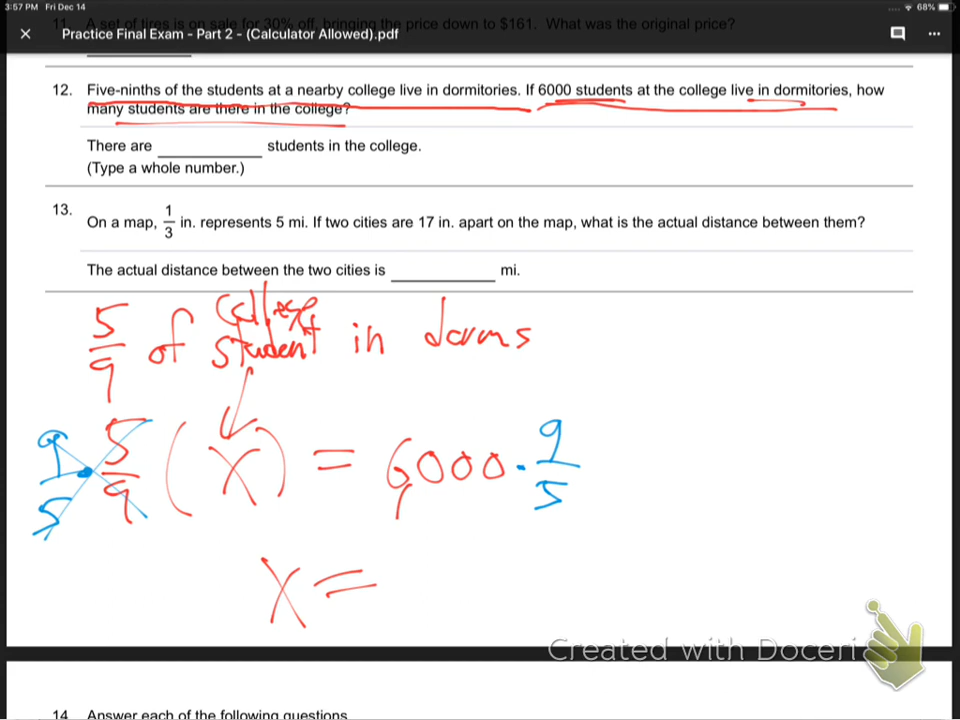 3:57 PM Fri Dec 14
68%
11. A set of tires is on sale for 30% off, bringing the price down to $161. What was the original price?
Practice Final Exam - Part 2 - (Calculator Allowed).pdf
12. Five-ninths of the students at a nearby college live in dormitories. If 6000 students at the college live in dormitories, how
many students are there in the college?
There are __________ students in the college.
(Type a whole number.)
13. On a map, 1/3 in. represents 5 mi. If two cities are 17 in. apart on the map, what is the actual distance between them?
The actual distance between the two cities is __________ mi.
5/9 of college student in dorms
9/5 · 5/9 (x) = 6000 · 9/5
x =
Created with Doceri
14 Answer each of the following questions